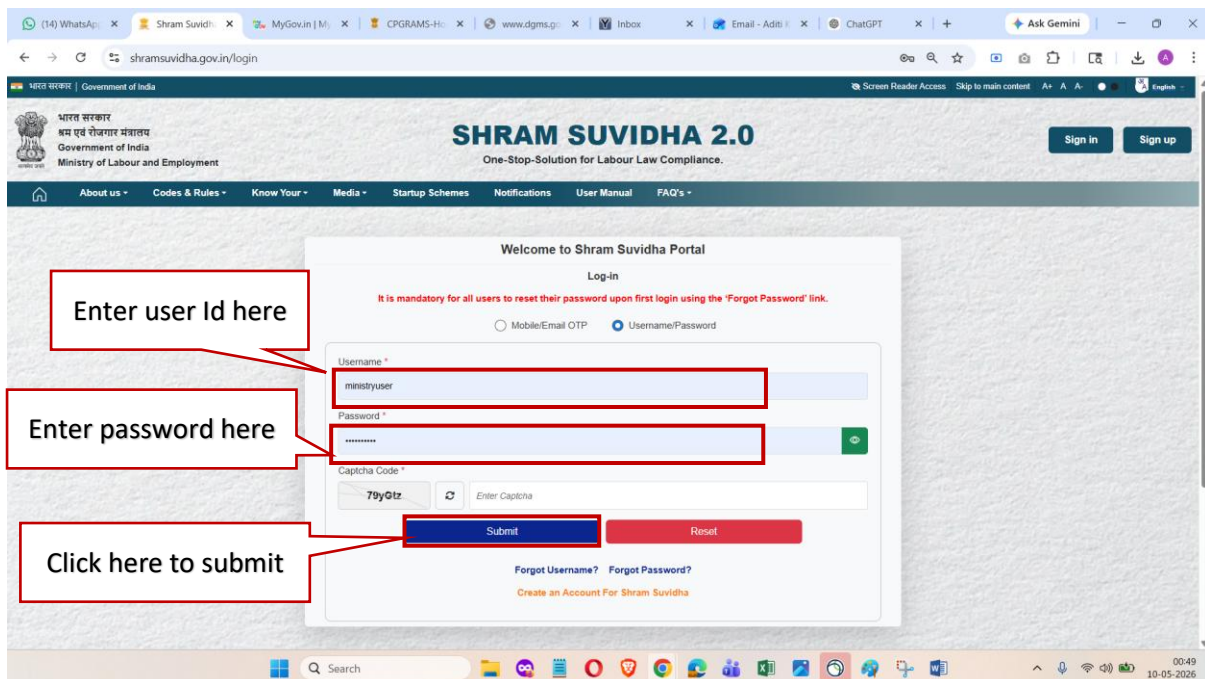 (14) WhatsAp
Shram Suvidh
MyGov.in | My
CPGRAMS-Ho
www.dgms.go
Inbox
Email - Aditi
ChatGPT
Ask Gemini
shramsuvidha.gov.in/login
भारत सरकार | Government of India
Screen Reader Access Skip to main content A+ A A- English
भारत सरकार
श्रम एवं रोजगार मंत्रालय
Government of India
Ministry of Labour and Employment
SHRAM SUVIDHA 2.0
One-Stop-Solution for Labour Law Compliance.
Sign in Sign up
About us Codes & Rules Know Your Media Startup Schemes Notifications User Manual FAQ's
Welcome to Shram Suvidha Portal
Log-in
It is mandatory for all users to reset their password upon first login using the 'Forgot Password' link.
Mobile/Email OTP Username/Password
Enter user Id here
Username *
ministryuser
Enter password here
Password *
Captcha Code *
79yGtz Enter Captcha
Click here to submit
Submit Reset
Forgot Username? Forgot Password?
Create an Account For Shram Suvidha
Search
00:49
10-05-2026